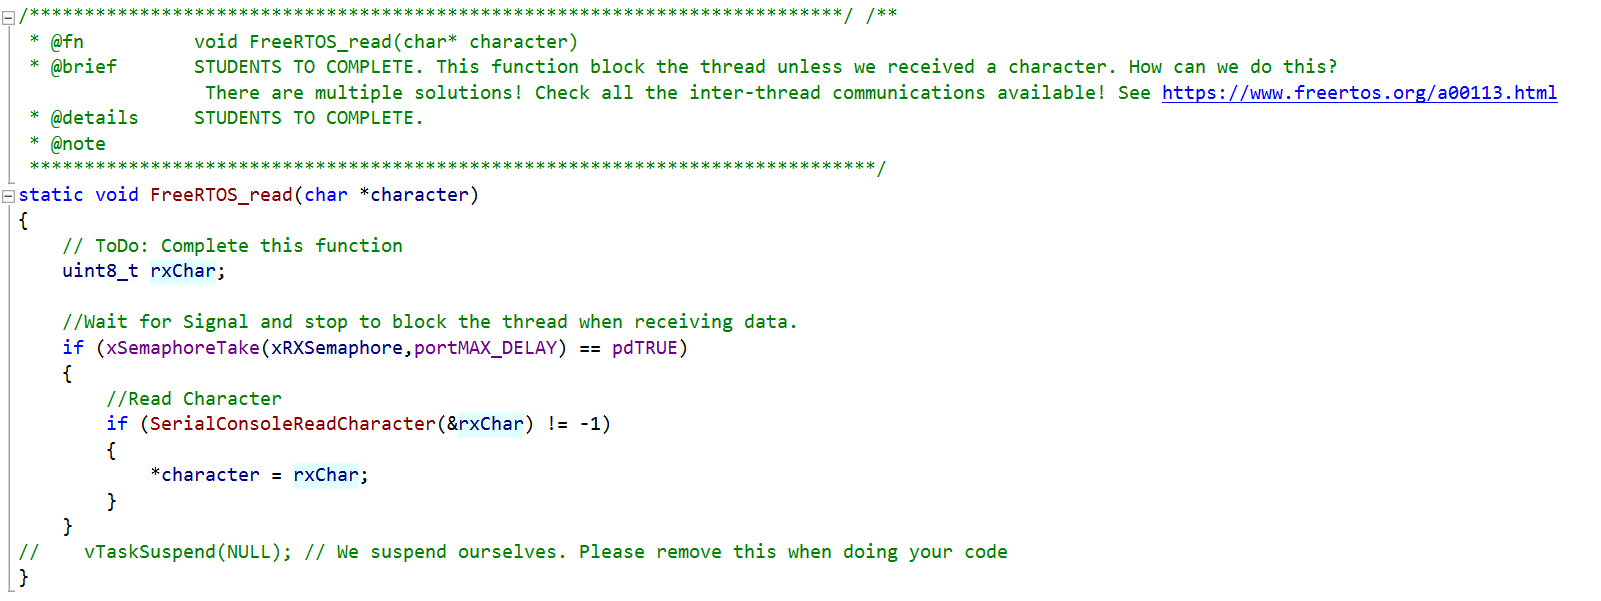 /**************************************************************************/ /**
* @fn void FreeRTOS_read(char* character)
* @brief STUDENTS TO COMPLETE. This function block the thread unless we received a character. How can we do this?
There are multiple solutions! Check all the inter-thread communications available! See https://www.freertos.org/a00113.html
* @details STUDENTS TO COMPLETE.
* @note
*****************************************************************************/
static void FreeRTOS_read(char *character)
{
// ToDo: Complete this function
uint8_t rxChar;
//Wait for Signal and stop to block the thread when receiving data.
if (xSemaphoreTake(xRXSemaphore,portMAX_DELAY) == pdTRUE)
{
//Read Character
if (SerialConsoleReadCharacter(&rxChar) != -1)
{
*character = rxChar;
}
}
// vTaskSuspend(NULL); // We suspend ourselves. Please remove this when doing your code
}